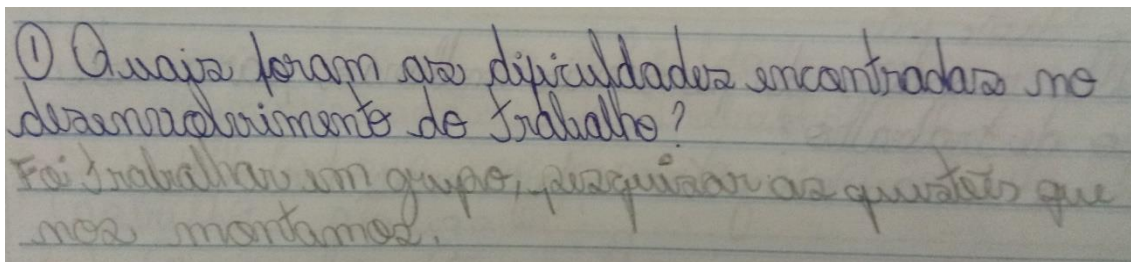 ① Quais foram as dificuldades encontradas no
desenvolvimento do trabalho?
Foi trabalhar em grupo, pesquisar as questões que
nos montamos.